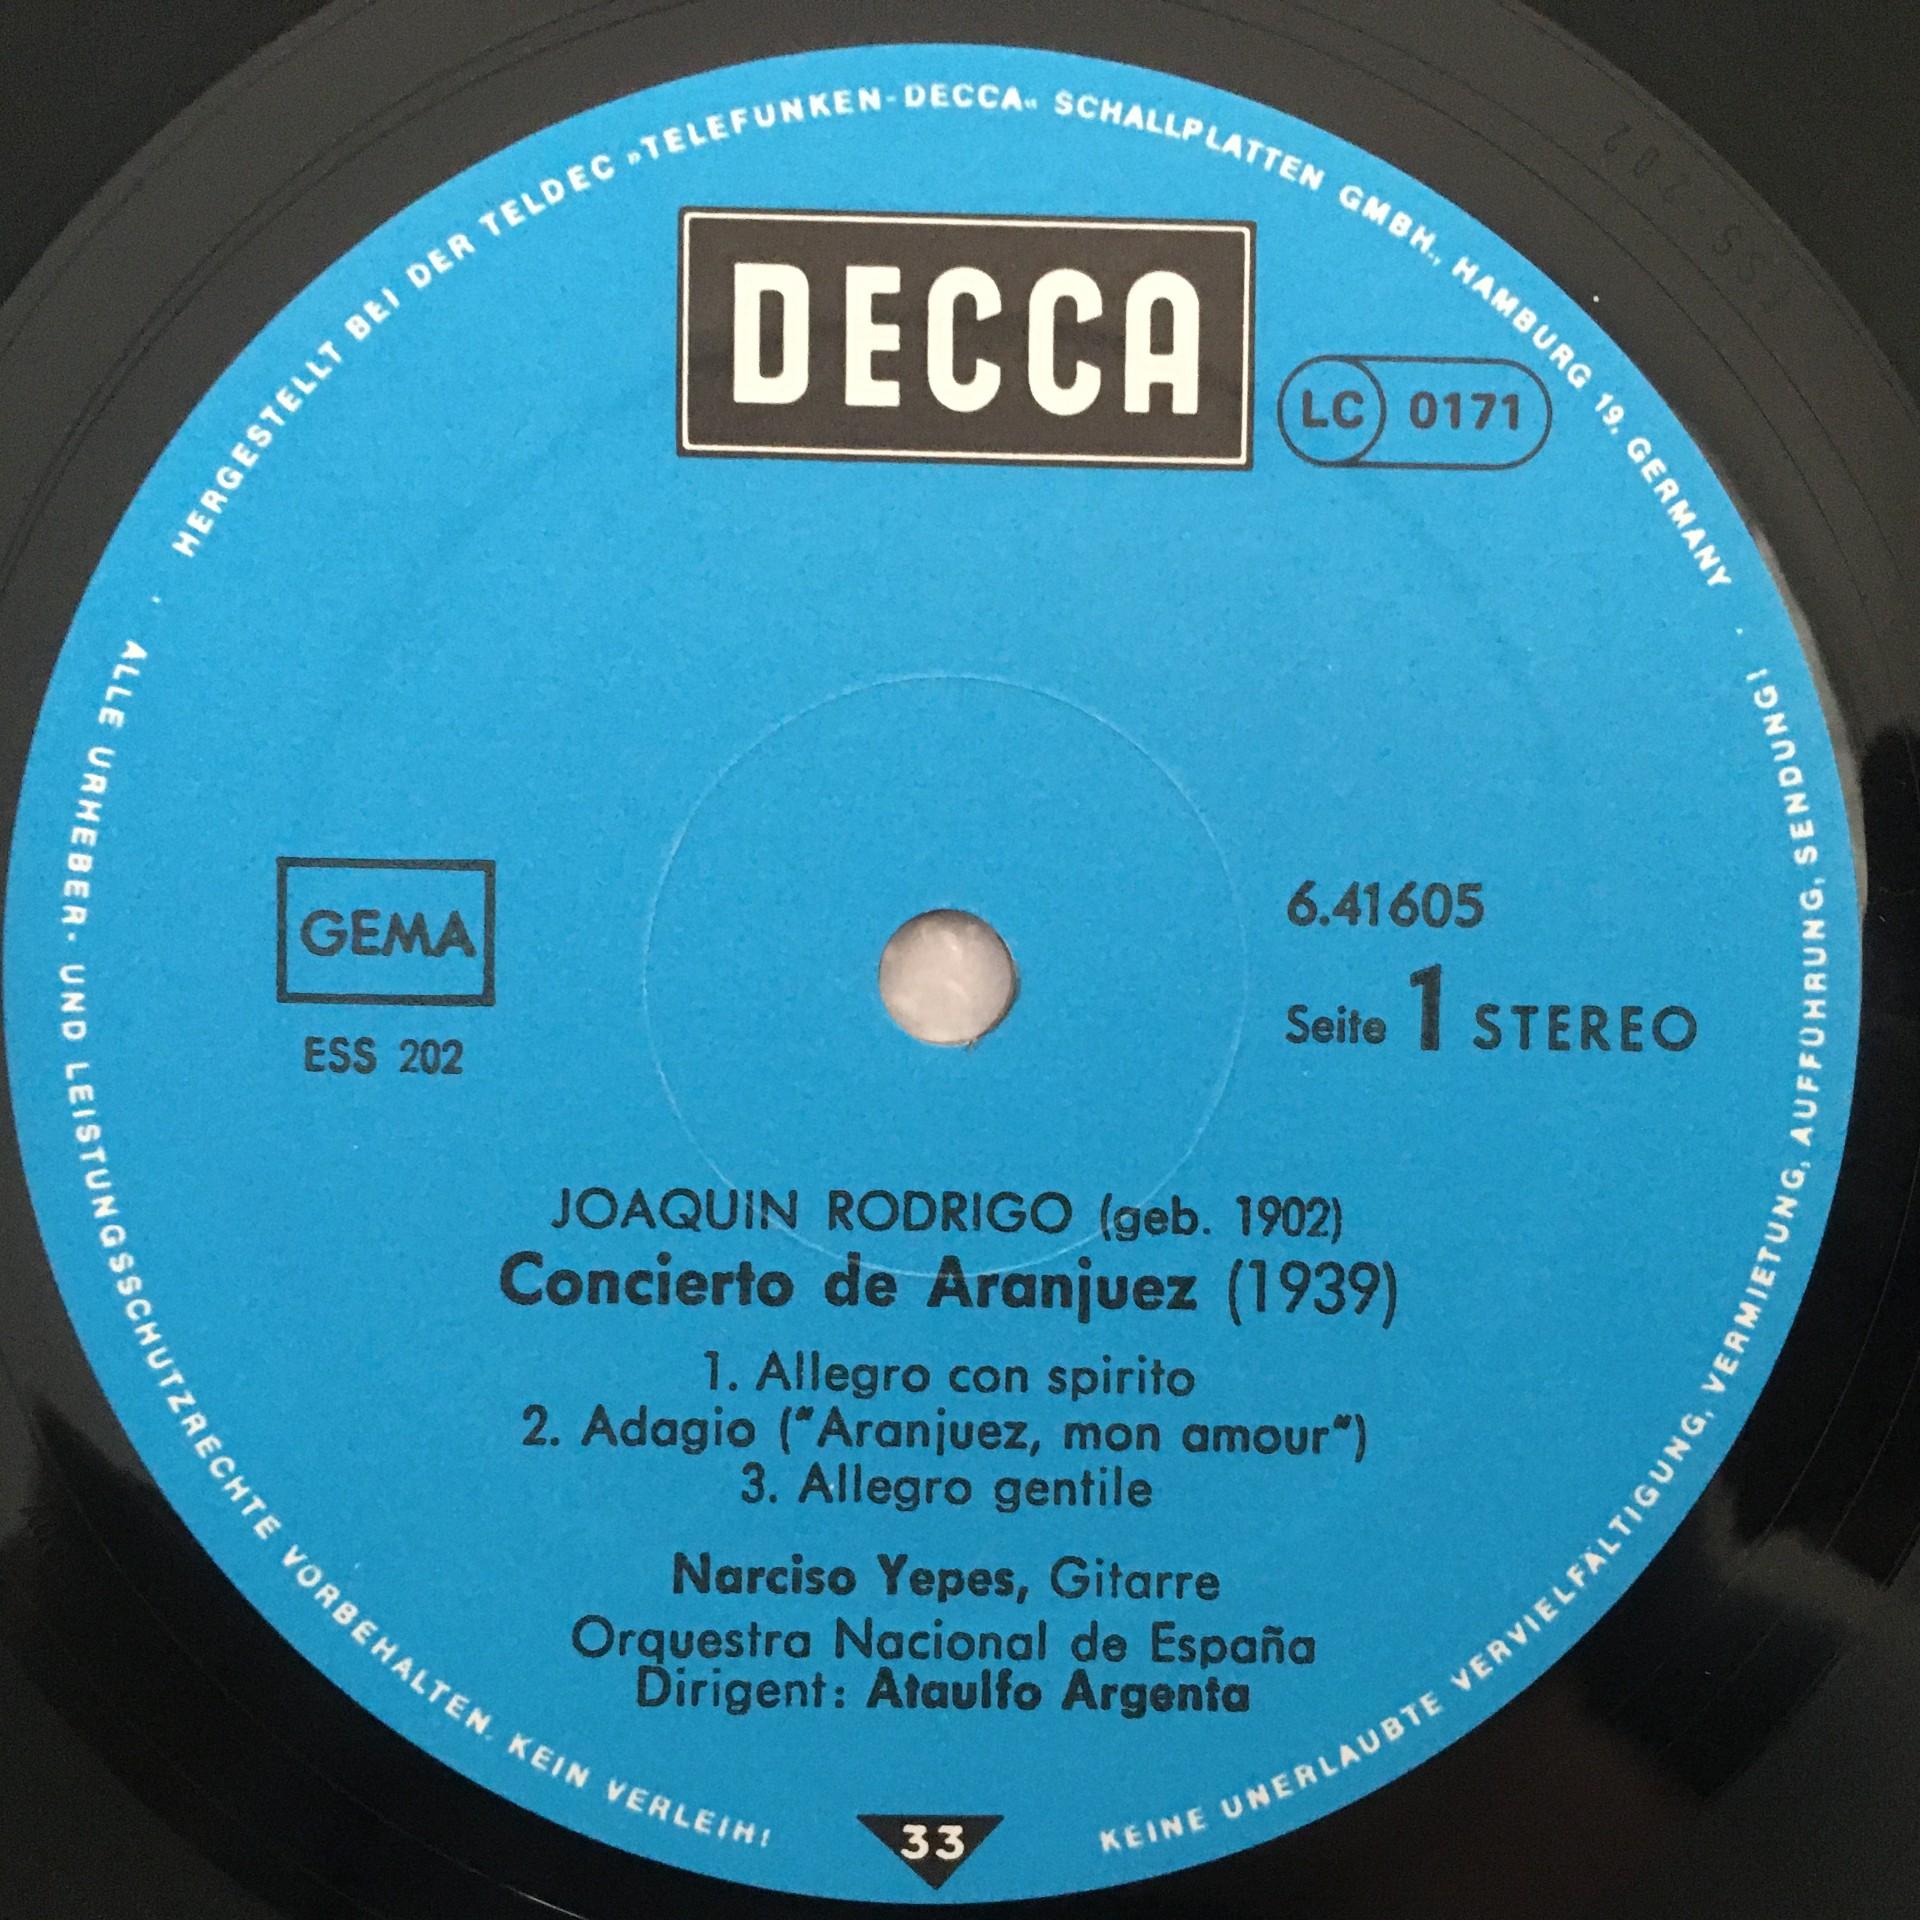 HERGESTELLT BEI DER TELDEC »TELEFUNKEN-DECCA« SCHALLPLATTEN GMBH., HAMBURG 19, GERMANY
DECCA
LC 0171
GEMA
ESS 202
6.41605
Seite 1 STEREO
JOAQUIN RODRIGO (geb. 1902)
Concierto de Aranjuez (1939)
1. Allegro con spirito
2. Adagio ("Aranjuez, mon amour")
3. Allegro gentile
Narciso Yepes, Gitarre
Orquestra Nacional de España
Dirigent: Ataulfo Argenta
33
ALLE URHEBER- UND LEISTUNGSSCHUTZRECHTE VORBEHALTEN. KEIN VERLEIH!
KEINE UNERLAUBTE VERVIELFÄLTIGUNG, VERMIETUNG, AUFFÜHRUNG, SENDUNG!